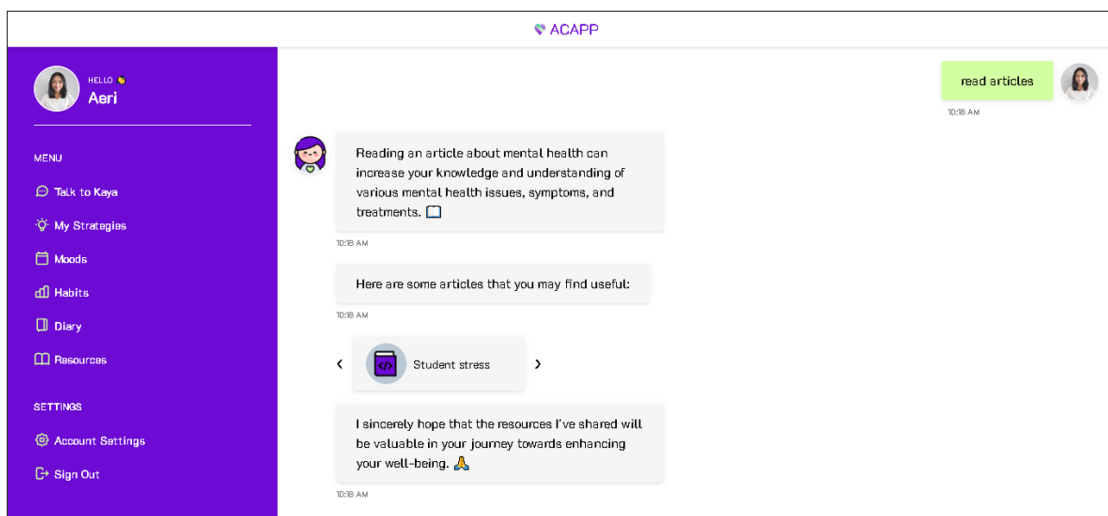 ACAPP
HELLO
Aeri
MENU
Talk to Kaya
My Strategies
Moods
Habits
Diary
Resources
SETTINGS
Account Settings
Sign Out
read articles
10:18 AM
Reading an article about mental health can
increase your knowledge and understanding of
various mental health issues, symptoms, and
treatments.
10:18 AM
Here are some articles that you may find useful:
10:18 AM
Student stress
I sincerely hope that the resources I've shared will
be valuable in your journey towards enhancing
your well-being. 🙏
10:18 AM